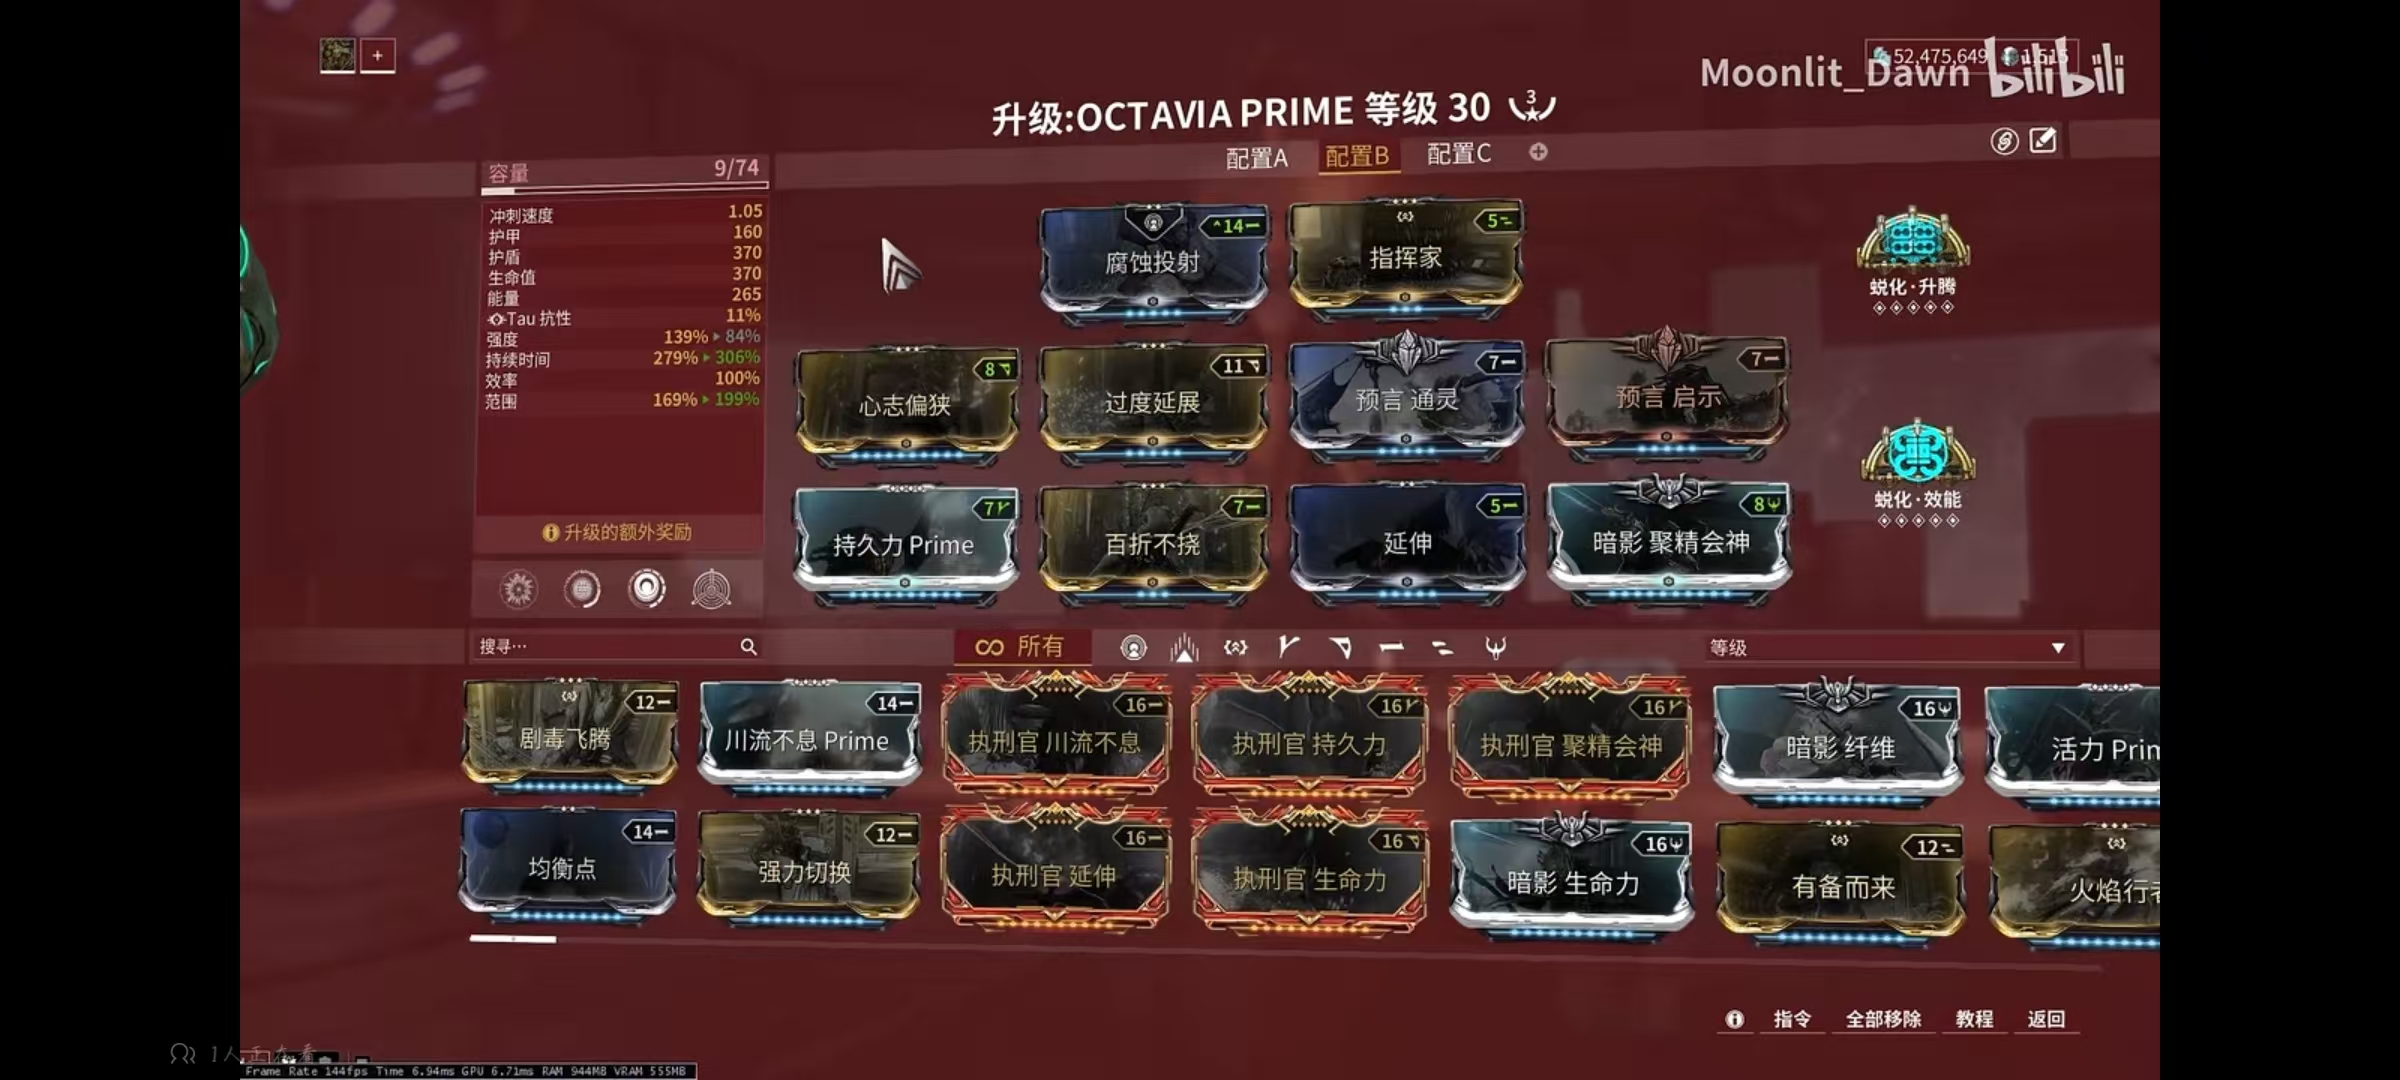 52,475,649 1,515
Moonlit_Dawn bilibili
升级:OCTAVIA PRIME 等级 30 3
配置A 配置B 配置C
容量 9/74
冲刺速度 1.05
护甲 160
护盾 370
生命值 370
能量 265
Tau 抗性 11%
强度 139% ▸ 84%
持续时间 279% ▸ 306%
效率 100%
范围 169% ▸ 199%
升级的额外奖励
腐蚀投射 ^14
指挥家 5
蜕化·升腾
心志偏狭 8
过度延展 11
预言 通灵 7
预言 启示 7
蜕化·效能
持久力 Prime 7
百折不挠 7
延伸 5
暗影 聚精会神 8
搜寻…
所有
等级
剧毒飞腾 12
川流不息 Prime 14
执刑官 川流不息 16
执刑官 持久力 16
执刑官 聚精会神 16
暗影 纤维 16
活力 Prim
均衡点 14
强力切换 12
执刑官 延伸 16
执刑官 生命力 16
暗影 生命力 16
有备而来 12
火焰行者
指令 全部移除 教程 返回
1人正在看
Frame Rate 144fps Time 6.94ms GPU 6.71ms RAM 944MB VRAM 555MB